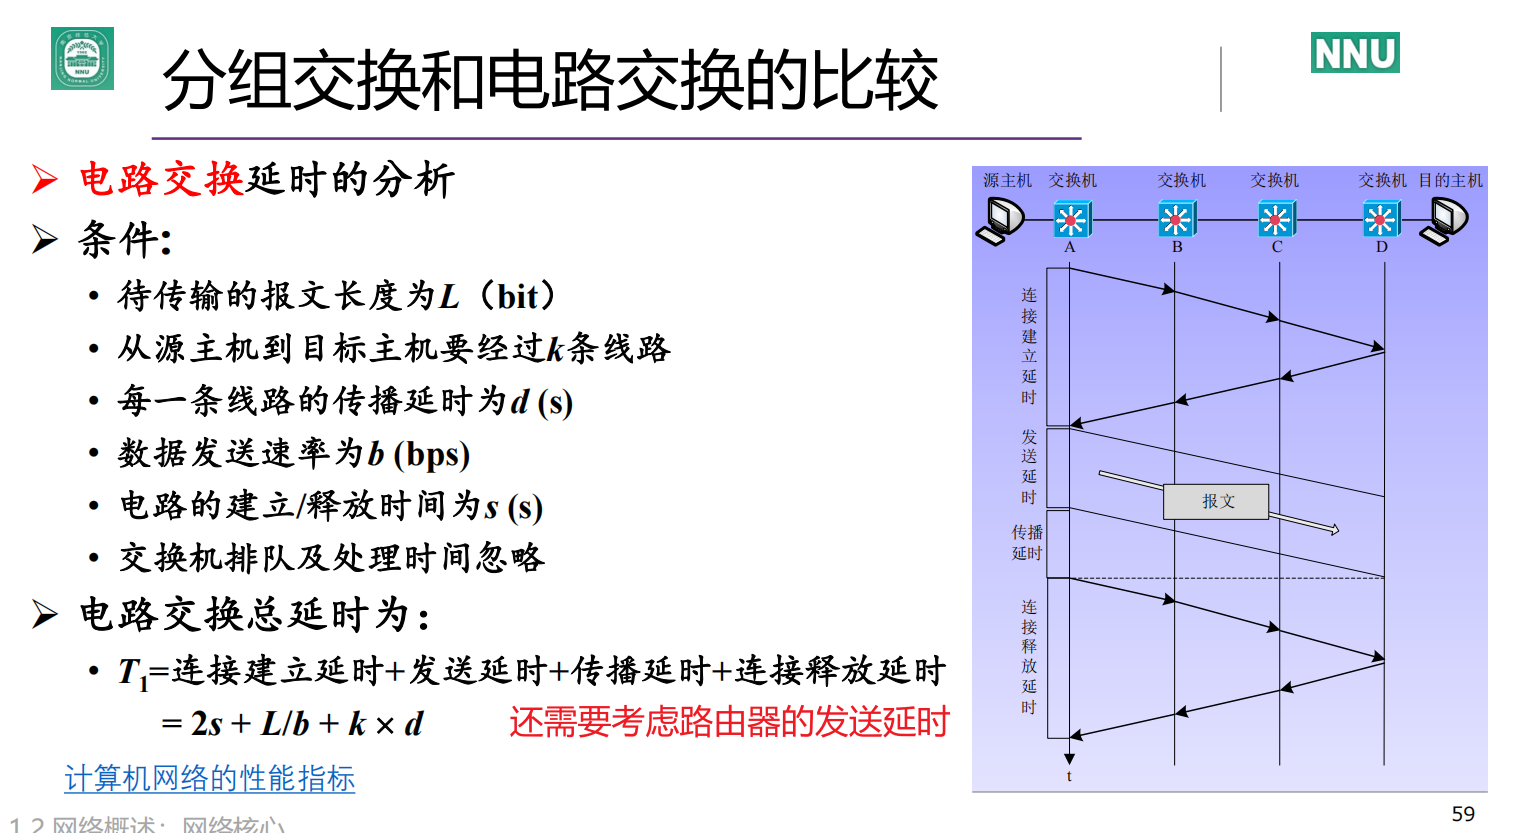 NNU
分组交换和电路交换的比较
NNU
➢ 电路交换延时的分析
➢ 条件:
• 待传输的报文长度为L（bit）
• 从源主机到目标主机要经过k条线路
• 每一条线路的传播延时为d (s)
• 数据发送速率为b (bps)
• 电路的建立/释放时间为s (s)
• 交换机排队及处理时间忽略
➢ 电路交换总延时为：
• T1=连接建立延时+发送延时+传播延时+连接释放延时
= 2s + L/b + k × d
还需要考虑路由器的发送延时
计算机网络的性能指标
1.2 网络概述：网络核心
源主机 交换机 交换机 交换机 交换机 目的主机
A B C D
连接建立延时
发送延时
报文
传播
延时
连接释放延时
t
59